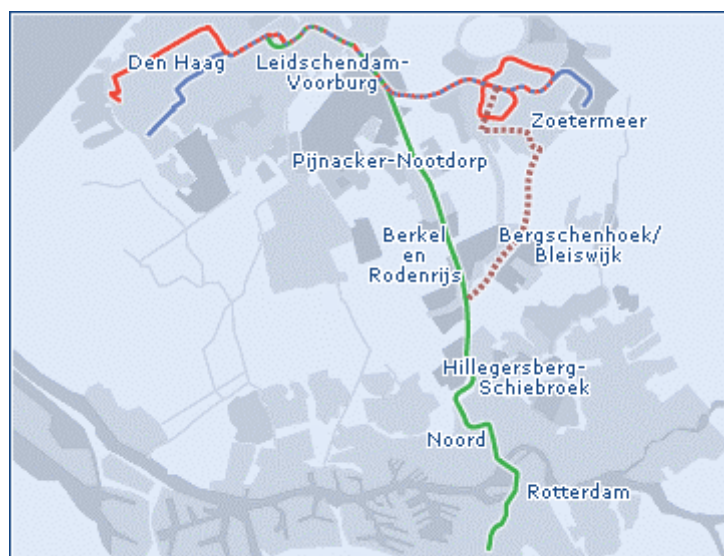 Den Haag
Leidschendam-
Voorburg
Zoetermeer
Pijnacker-Nootdorp
Berkel
en
Rodenrijs
Bergschenhoek/
Bleiswijk
Hillegersberg-
Schiebroek
Noord
Rotterdam